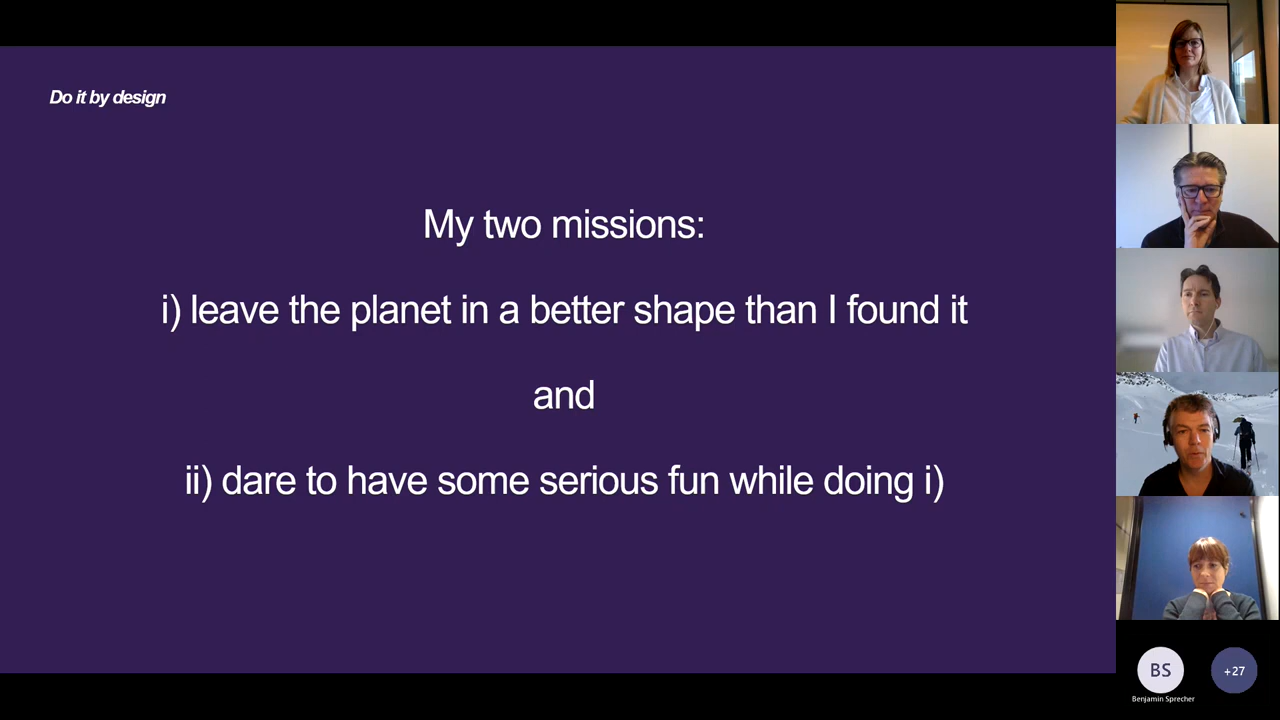 Do it by design
My two missions:
i) leave the planet in a better shape than I found it
and
ii) dare to have some serious fun while doing i)
BS
+27
Benjamin Sprecher